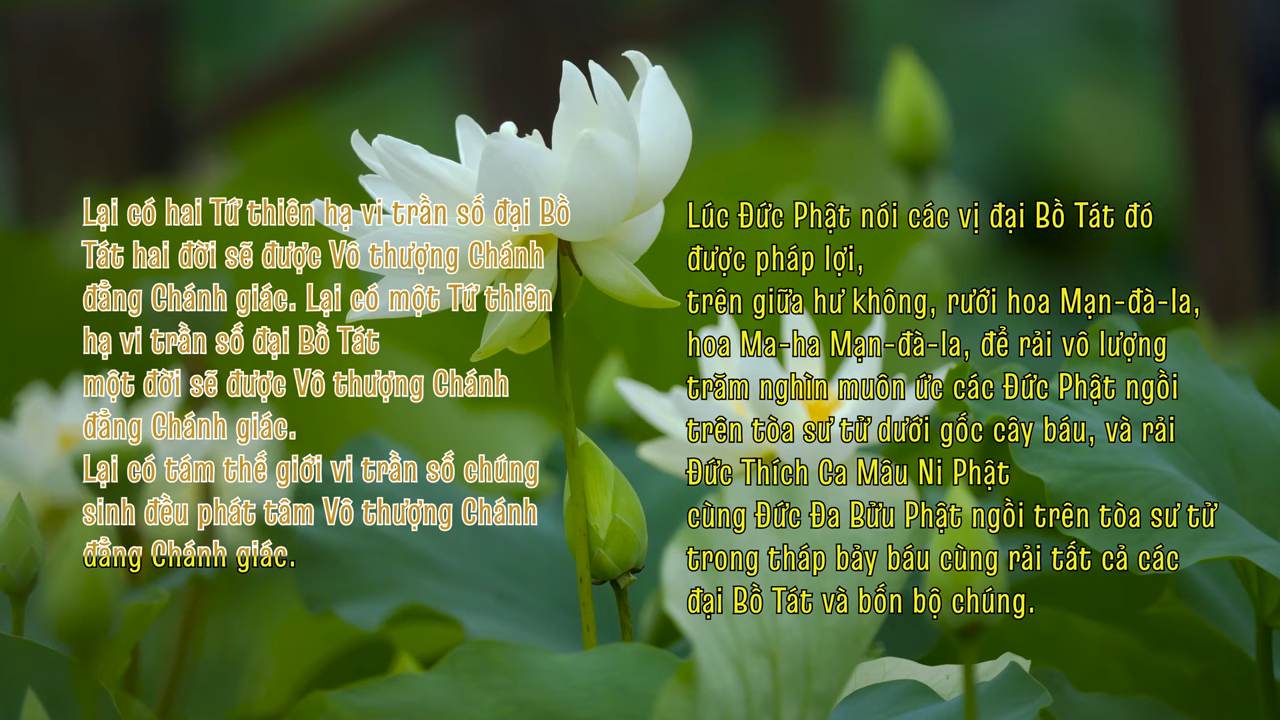 Lại có hai Tứ thiên hạ vi trần số đại Bồ
Tát hai đời sẽ được Vô thượng Chánh
đẳng Chánh giác. Lại có một Tứ thiên
hạ vi trần số đại Bồ Tát
một đời sẽ được Vô thượng Chánh
đẳng Chánh giác.
Lại có tám thế giới vi trần số chúng
sinh đều phát tâm Vô thượng Chánh
đẳng Chánh giác.
Lúc Đức Phật nói các vị đại Bồ Tát đó
được pháp lợi,
trên giữa hư không, rưới hoa Mạn-đà-la,
hoa Ma-ha Mạn-đà-la, để rải vô lượng
trăm nghìn muôn ức các Đức Phật ngồi
trên tòa sư tử dưới gốc cây báu, và rải
Đức Thích Ca Mâu Ni Phật
cùng Đức Đa Bửu Phật ngồi trên tòa sư tử
trong tháp bảy báu cùng rải tất cả các
đại Bồ Tát và bốn bộ chúng.